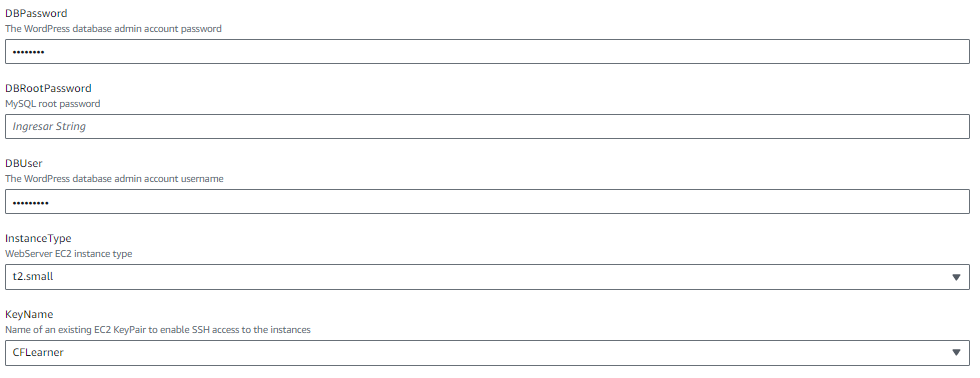 DBPassword
The WordPress database admin account password
••••••••
DBRootPassword
MySQL root password
Ingresar String
DBUser
The WordPress database admin account username
•••••••••
InstanceType
WebServer EC2 instance type
t2.small
KeyName
Name of an existing EC2 KeyPair to enable SSH access to the instances
CFLearner